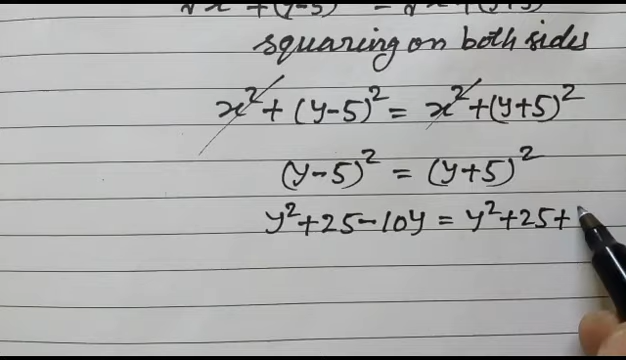 squaring on both sides
x² + (y-5)² = x² + (y+5)²
(y-5)² = (y+5)²
y² + 25 - 10y = y² + 25 +